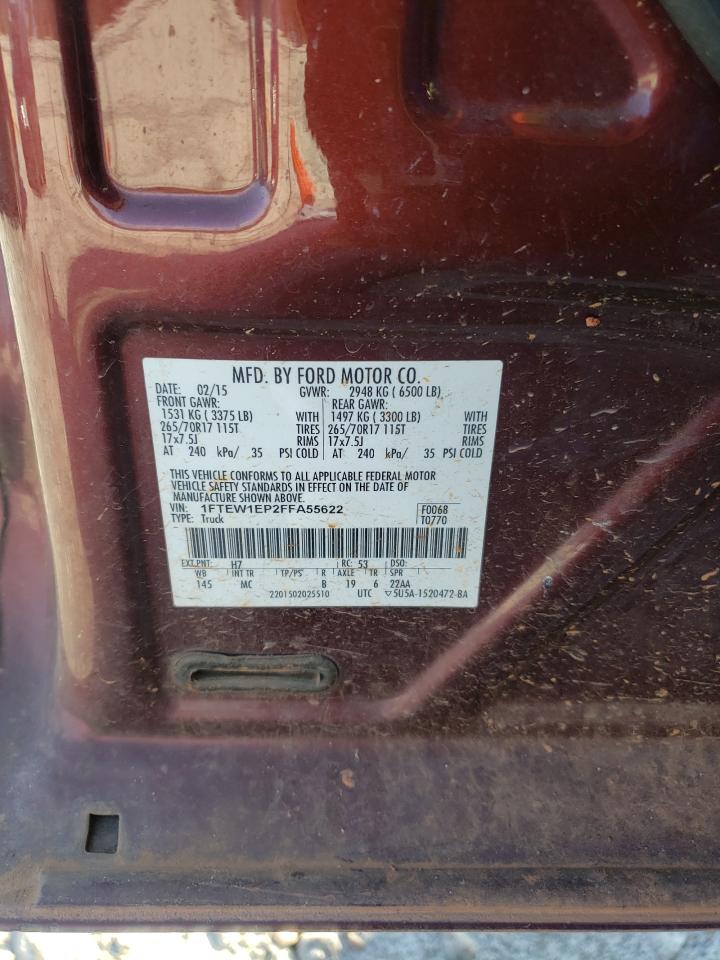 MFD. BY FORD MOTOR CO.
DATE: 02/15 GVWR: 2948 KG ( 6500 LB)
FRONT GAWR: REAR GAWR:
1531 KG ( 3375 LB) WITH 1497 KG ( 3300 LB) WITH
265/70R17 115T TIRES 265/70R17 115T TIRES
17x7.5J RIMS 17x7.5J RIMS
AT 240 kPa/ 35 PSI COLD AT 240 kPa/ 35 PSI COLD
THIS VEHICLE CONFORMS TO ALL APPLICABLE FEDERAL MOTOR
VEHICLE SAFETY STANDARDS IN EFFECT ON THE DATE OF
MANUFACTURE SHOWN ABOVE.
VIN: 1FTEW1EP2FFA55622 F0068
TYPE: Truck T0770
EXT PNT: H7 RC: 53 DSO:
WB INT TR TP/PS R AXLE TR SPR
145 MC B 19 6 22AA
2201502025510 UTC ▽5U5A-1520472-BA